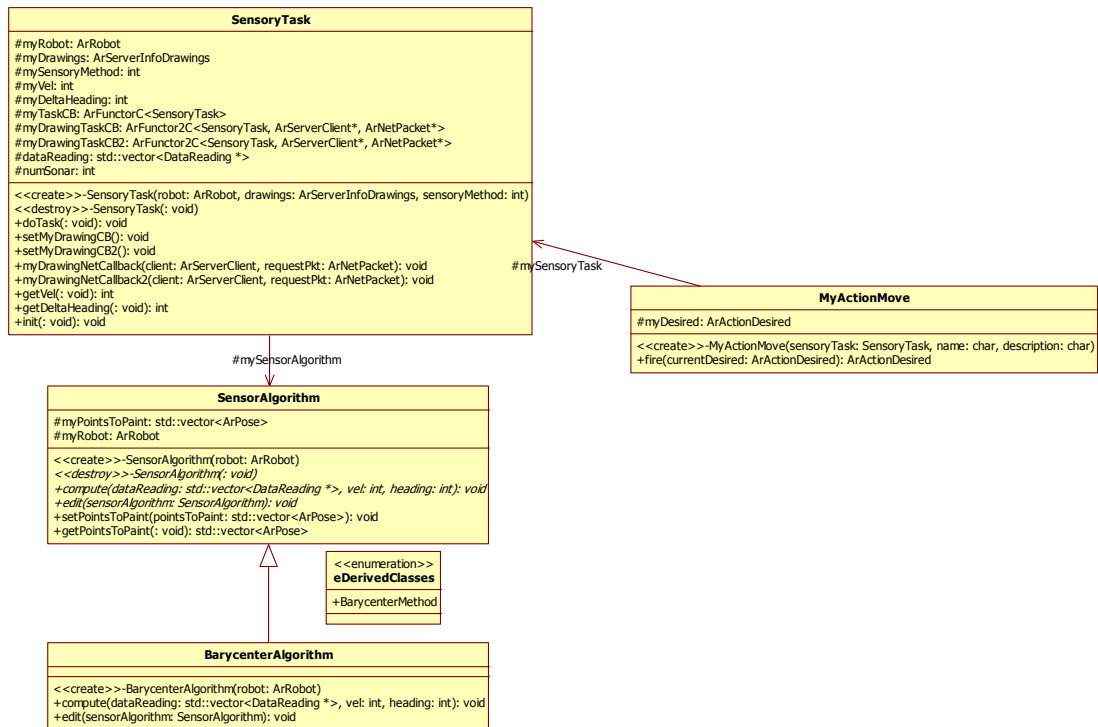 SensoryTask
#myRobot: ArRobot
#myDrawings: ArServerInfoDrawings
#mySensoryMethod: int
#myVel: int
#myDeltaHeading: int
#myTaskCB: ArFunctorC<SensoryTask>
#myDrawingTaskCB: ArFunctor2C<SensoryTask, ArServerClient*, ArNetPacket*>
#myDrawingTaskCB2: ArFunctor2C<SensoryTask, ArServerClient*, ArNetPacket*>
#dataReading: std::vector<DataReading *>
#numSonar: int
<<create>>-SensoryTask(robot: ArRobot, drawings: ArServerInfoDrawings, sensoryMethod: int)
<<destroy>>-SensoryTask(: void)
+doTask(: void): void
+setMyDrawingCB(): void
+setMyDrawingCB2(): void
+myDrawingNetCallback(client: ArServerClient, requestPkt: ArNetPacket): void
+myDrawingNetCallback2(client: ArServerClient, requestPkt: ArNetPacket): void
+getVel(: void): int
+getDeltaHeading(: void): int
+init(: void): void
#mySensoryTask
MyActionMove
#myDesired: ArActionDesired
<<create>>-MyActionMove(sensoryTask: SensoryTask, name: char, description: char)
+fire(currentDesired: ArActionDesired): ArActionDesired
#mySensorAlgorithm
SensorAlgorithm
#myPointsToPaint: std::vector<ArPose>
#myRobot: ArRobot
<<create>>-SensorAlgorithm(robot: ArRobot)
<<destroy>>-SensorAlgorithm(: void)
+compute(dataReading: std::vector<DataReading *>, vel: int, heading: int): void
+edit(sensorAlgorithm: SensorAlgorithm): void
+setPointsToPaint(pointsToPaint: std::vector<ArPose>): void
+getPointsToPaint(: void): std::vector<ArPose>
<<enumeration>>
eDerivedClasses
+BarycenterMethod
BarycenterAlgorithm
<<create>>-BarycenterAlgorithm(robot: ArRobot)
+compute(dataReading: std::vector<DataReading *>, vel: int, heading: int): void
+edit(sensorAlgorithm: SensorAlgorithm): void